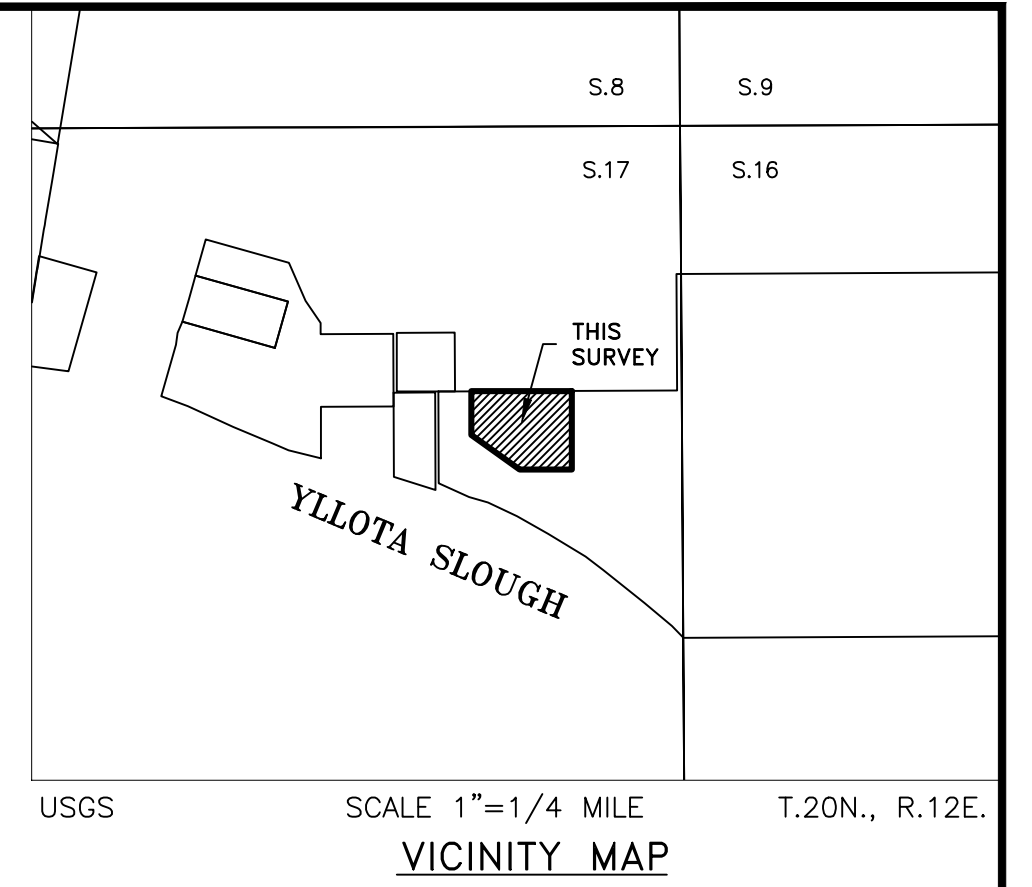 S.8
S.9
S.17
S.16
THIS
SURVEY
YLLOTA SLOUGH
USGS
SCALE 1"=1/4 MILE
T.20N., R.12E.
VICINITY MAP